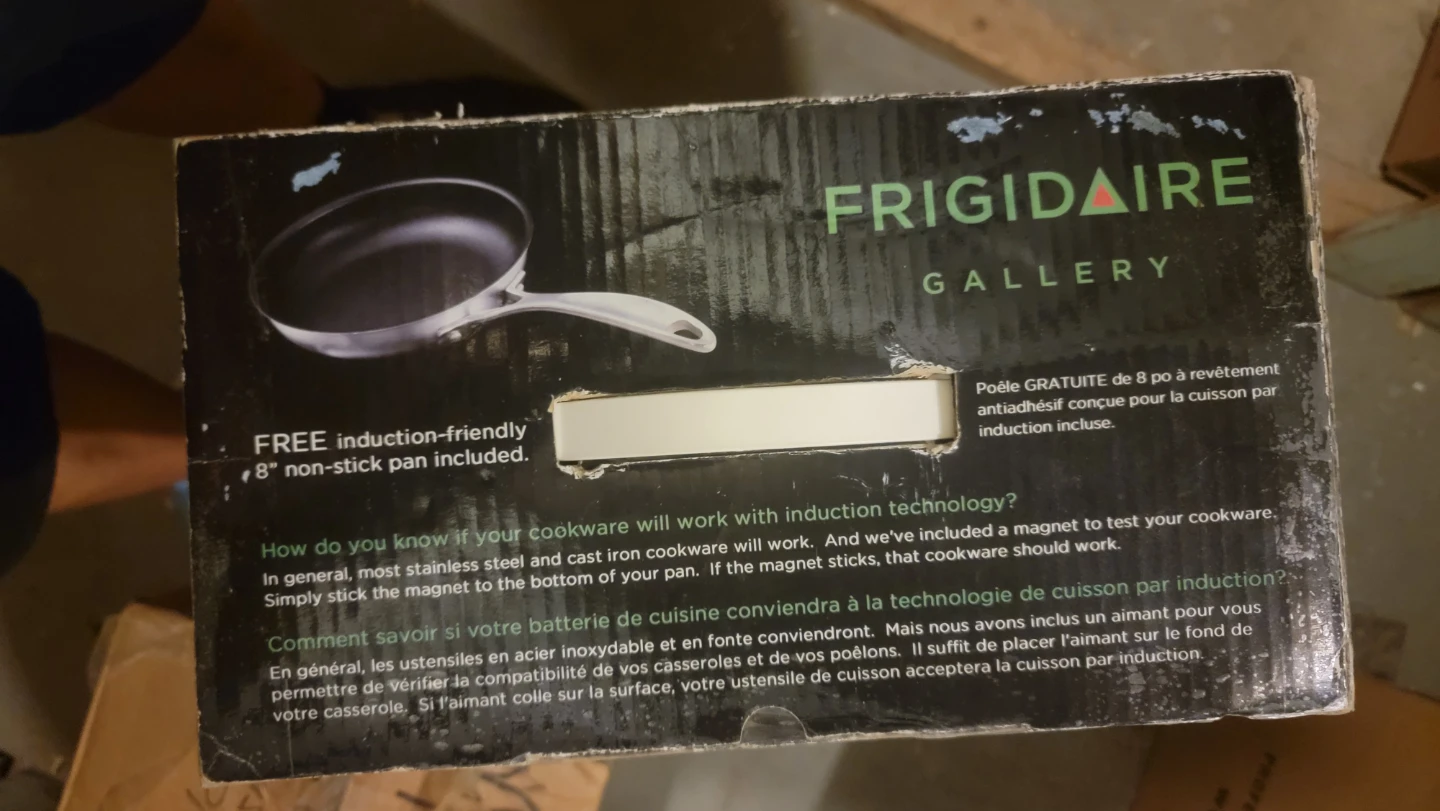 FRIGIDAIRE
GALLERY
FREE induction-friendly
8" non-stick pan included.
Poêle GRATUITE de 8 po à revêtement
antiadhésif conçue pour la cuisson par
induction incluse.
How do you know if your cookware will work with induction technology?
In general, most stainless steel and cast iron cookware will work. And we've included a magnet to test your cookware.
Simply stick the magnet to the bottom of your pan. If the magnet sticks, that cookware should work.
Comment savoir si votre batterie de cuisine conviendra à la technologie de cuisson par induction?
En général, les ustensiles en acier inoxydable et en fonte conviendront. Mais nous avons inclus un aimant pour vous
permettre de vérifier la compatibilité de vos casseroles et de vos poêlons. Il suffit de placer l'aimant sur le fond de
votre casserole. Si l'aimant colle sur la surface, votre ustensile de cuisson acceptera la cuisson par induction.